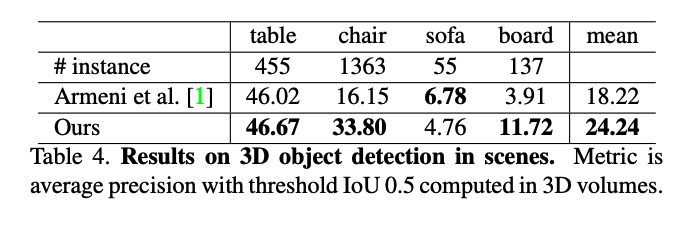 table chair sofa board mean
# instance 455 1363 55 137
Armeni et al. [1] 46.02 16.15 6.78 3.91 18.22
Ours 46.67 33.80 4.76 11.72 24.24
Table 4. Results on 3D object detection in scenes. Metric is
average precision with threshold IoU 0.5 computed in 3D volumes.